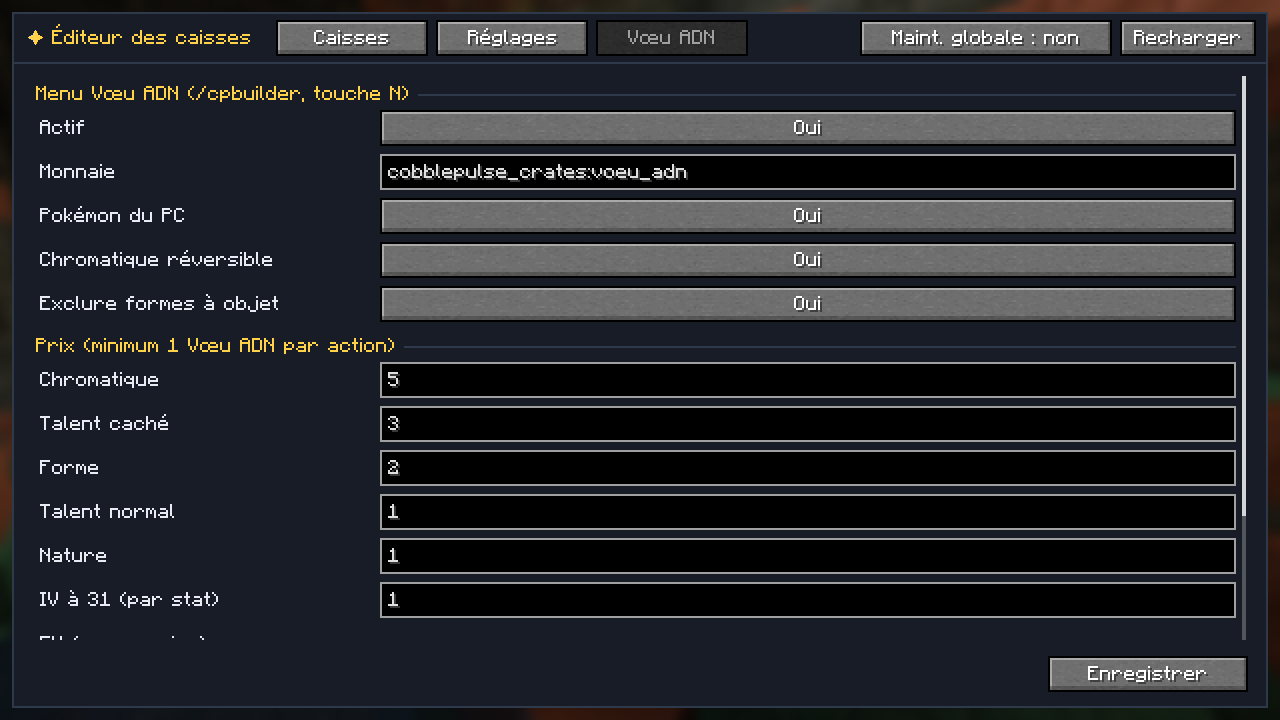 ✦ Éditeur des caisses
Caisses
Réglages
Vœu ADN
Maint. globale : non
Recharger
Menu Vœu ADN (/cpbuilder, touche N)
Actif
Oui
Monnaie
cobblepulse_crates:voeu_adn
Pokémon du PC
Oui
Chromatique réversible
Oui
Exclure formes à objet
Oui
Prix (minimum 1 Vœu ADN par action)
Chromatique
5
Talent caché
3
Forme
2
Talent normal
1
Nature
1
IV à 31 (par stat)
1
Enregistrer